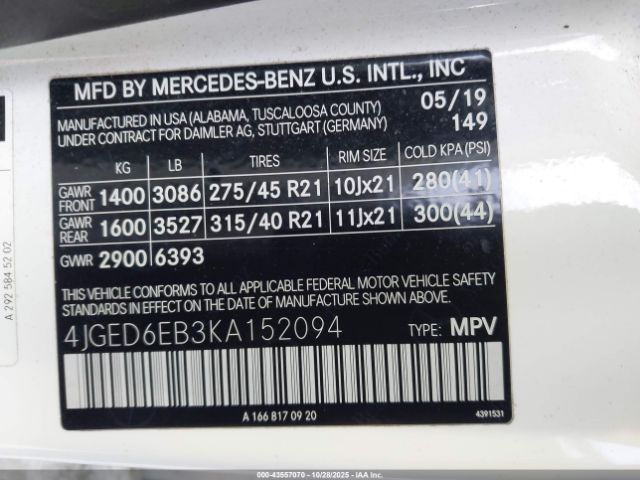 MFD BY MERCEDES-BENZ U.S. INTL., INC
MANUFACTURED IN USA (ALABAMA, TUSCALOOSA COUNTY) 05/19
UNDER CONTRACT FOR DAIMLER AG, STUTTGART (GERMANY) 149
KG LB TIRES RIM SIZE COLD KPA (PSI)
GAWR FRONT 1400 3086 275/45 R21 10Jx21 280(41)
GAWR REAR 1600 3527 315/40 R21 11Jx21 300(44)
GVWR 2900 6393
THIS VEHICLE CONFORMS TO ALL APPLICABLE FEDERAL MOTOR VEHICLE SAFETY
STANDARDS IN EFFECT ON THE DATE OF MANUFACTURE SHOWN ABOVE.
4JGED6EB3KA152094 TYPE: MPV
A 166 817 09 20 4391531
A 292 584 52 02
000-43557070 | 10/28/2025 | IAAI.COM